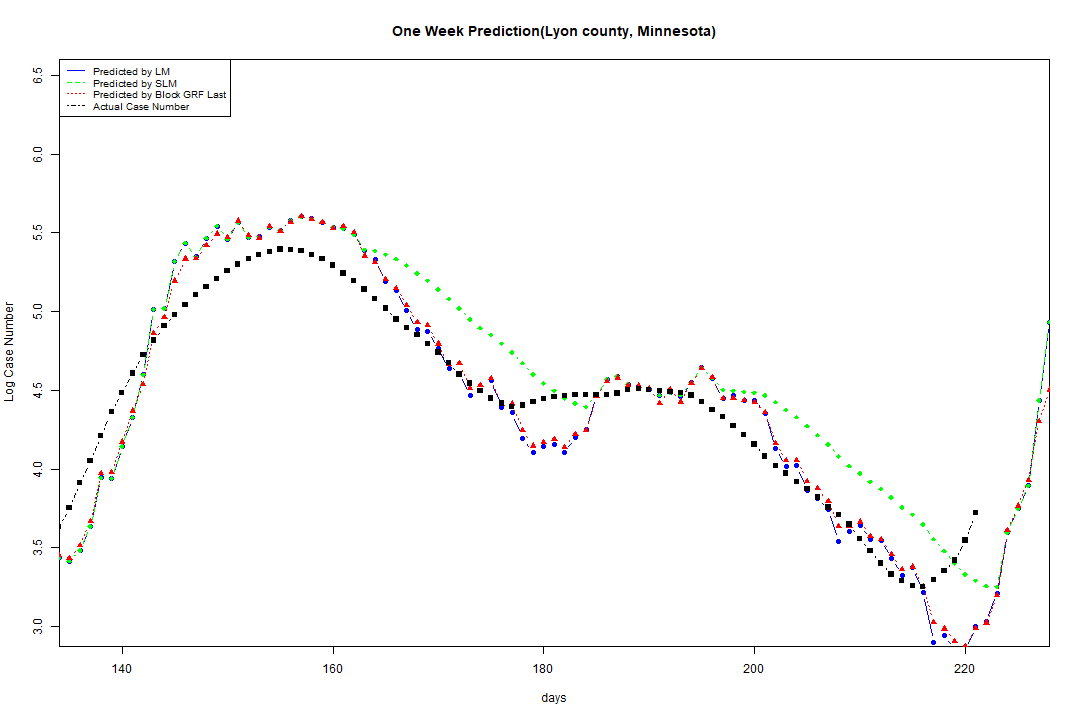 One Week Prediction(Lyon county, Minnesota)
Predicted by LM
Predicted by SLM
Predicted by Block GRF Last
Actual Case Number
6.5
6.0
5.5
5.0
4.5
4.0
3.5
3.0
Log Case Number
140
160
180
200
220
days